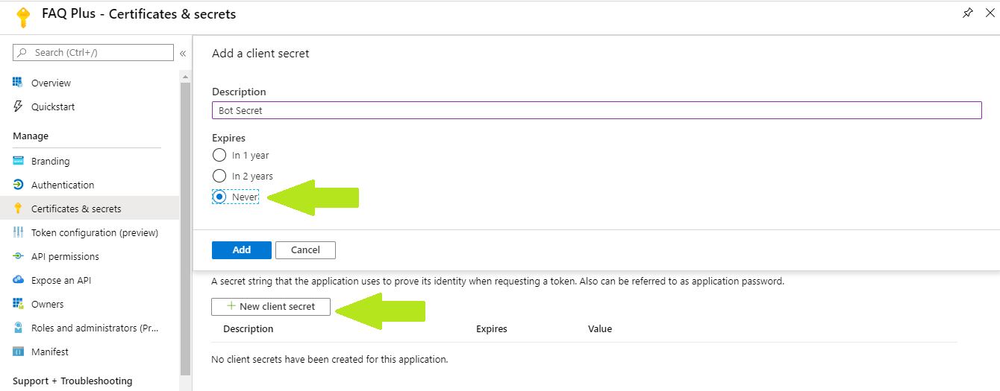 FAQ Plus - Certificates & secrets
Search (Ctrl+/)
«
Overview
Quickstart
Manage
Branding
Authentication
Certificates & secrets
Token configuration (preview)
API permissions
Expose an API
Owners
Roles and administrators (Pr...
Manifest
Support + Troubleshooting
Add a client secret
Description
Bot Secret
Expires
In 1 year
In 2 years
Never
Add Cancel
A secret string that the application uses to prove its identity when requesting a token. Also can be referred to as application password.
+ New client secret
Description Expires Value
No client secrets have been created for this application.